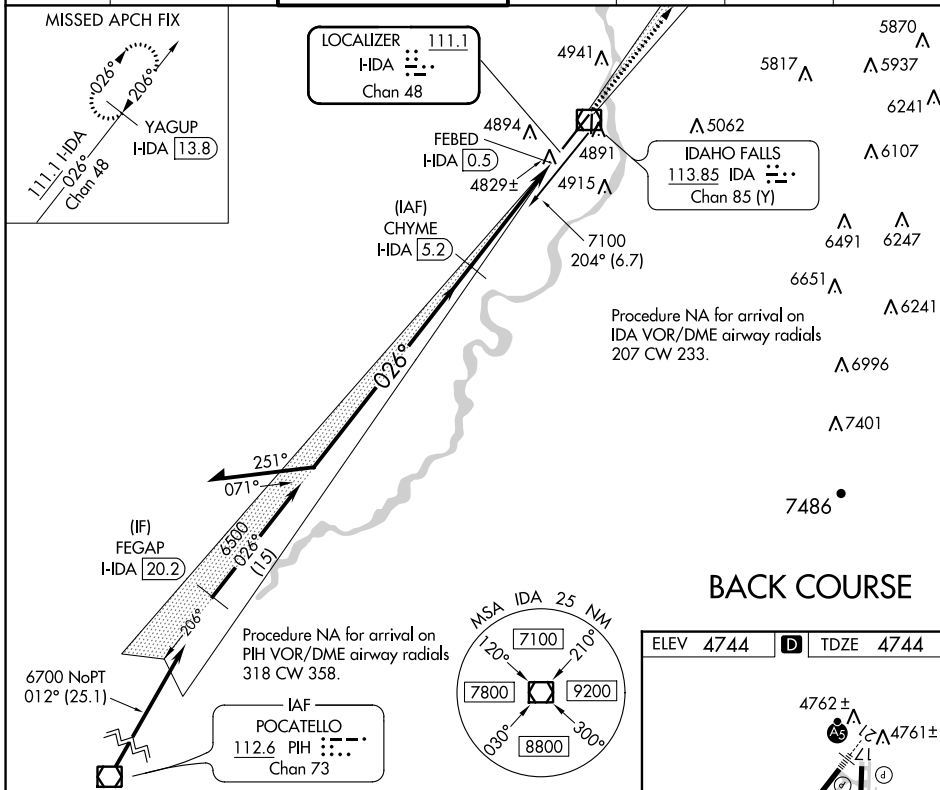 MISSED APCH FIX
026°
206°
YAGUP
I-IDA 13.8
111.1 I-IDA
026°
Chan 48
LOCALIZER 111.1
I-IDA
Chan 48
4941
5870
5817
5937
6241
4894
5062
FEBED
I-IDA 0.5
4829±
4891
4915
IDAHO FALLS
113.85 IDA
Chan 85 (Y)
6107
(IAF)
CHYME
I-IDA 5.2
7100
204° (6.7)
6491
6247
6651
6241
Procedure NA for arrival on
IDA VOR/DME airway radials
207 CW 233.
026°
6996
7401
251°
071°
7486
(IF)
FEGAP
I-IDA 20.2
6500
026°
(15)
206°
BACK COURSE
Procedure NA for arrival on
PIH VOR/DME airway radials
318 CW 358.
6700 NoPT
012° (25.1)
IAF
POCATELLO
112.6 PIH
Chan 73
MSA IDA 25 NM
120°
7100
210°
7800
9200
030°
8800
300°
ELEV 4744 D TDZE 4744
4762±
A5
4761±
21
17
P